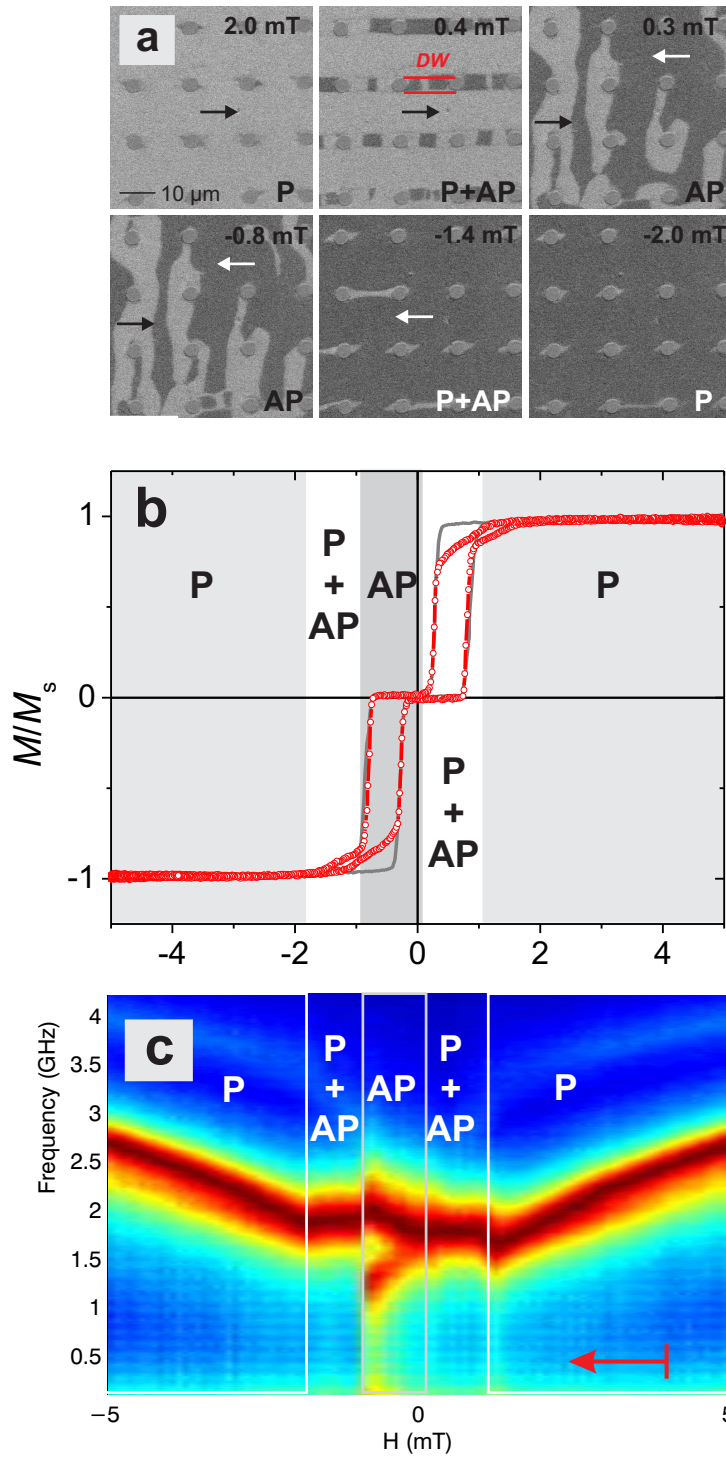 a
2.0 mT
0.4 mT
0.3 mT
DW
10 µm
P
P+AP
AP
-0.8 mT
-1.4 mT
-2.0 mT
AP
P+AP
P
b
1
P
P
+
AP
AP
P
M/Ms
0
P
+
AP
-1
-4
-2
0
2
4
c
4
3.5
3
2.5
2
1.5
1
0.5
Frequency (GHz)
P
P
+
AP
AP
P
+
AP
P
−5
0
5
H (mT)